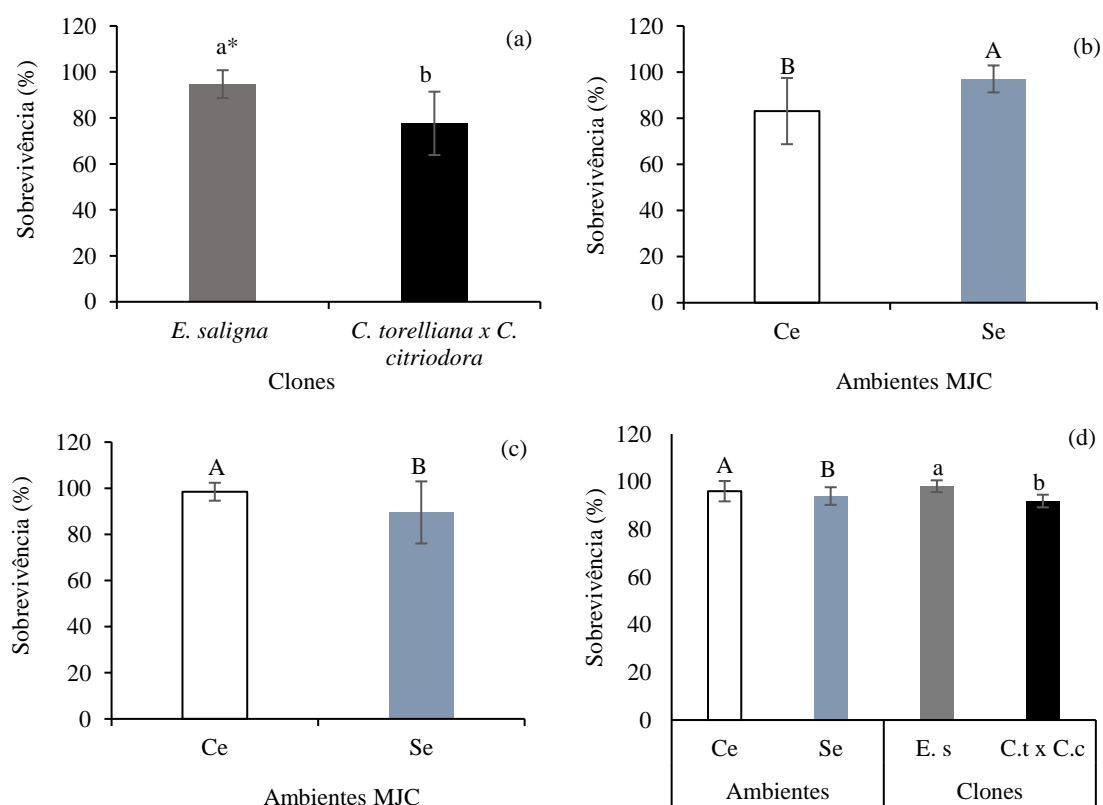 (a)
Sobrevivência (%)
120
100
80
60
40
20
0
a*
b
E. saligna
C. torelliana x C.
citriodora
Clones
(b)
Sobrevivência (%)
120
100
80
60
40
20
0
B
A
Ce
Se
Ambientes MJC
(c)
Sobrevivência (%)
120
100
80
60
40
20
0
A
B
Ce
Se
Ambientes MJC
(d)
Sobrevivência (%)
120
100
80
60
40
20
0
A
B
a
b
Ce
Se
E. s
C.t x C.c
Ambientes
Clones